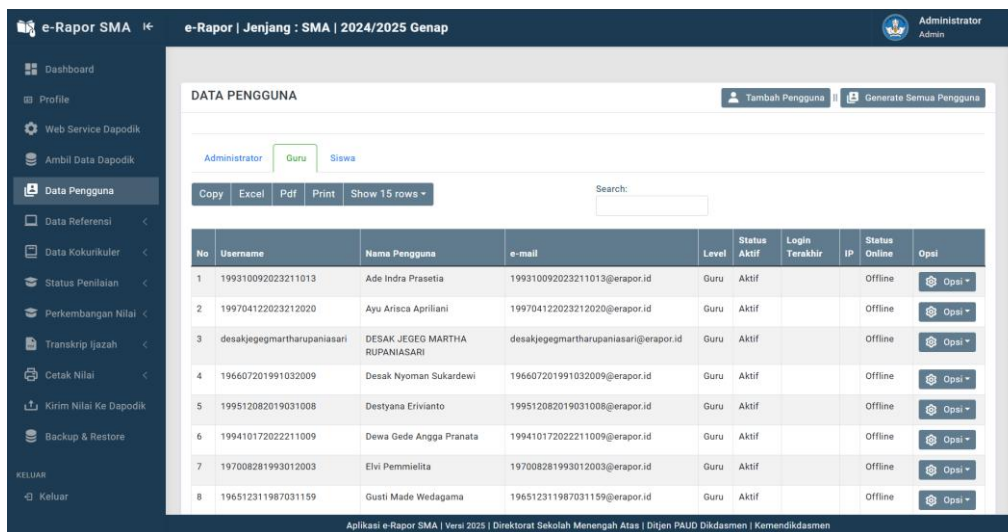 e-Rapor SMA
e-Rapor | Jenjang : SMA | 2024/2025 Genap
Administrator
Admin
Dashboard
Profile
Web Service Dapodik
Ambil Data Dapodik
Data Pengguna
Data Referensi
Data Kokurikuler
Status Penilaian
Perkembangan Nilai
Transkrip Ijazah
Cetak Nilai
Kirim Nilai Ke Dapodik
Backup & Restore
KELUAR
Keluar
DATA PENGGUNA
Tambah Pengguna || Generate Semua Pengguna
Administrator Guru Siswa
Copy Excel Pdf Print Show 15 rows
Search:
No Username Nama Pengguna e-mail Level Status Aktif Login Terakhir IP Status Online Opsi
1 199310092023211013 Ade Indra Prasetia 199310092023211013@erapor.id Guru Aktif Offline Opsi
2 199704122023212020 Ayu Arisca Apriliani 199704122023212020@erapor.id Guru Aktif Offline Opsi
3 desakjegegmartharupaniasari DESAK JEGEG MARTHA RUPANIASARI desakjegegmartharupaniasari@erapor.id Guru Aktif Offline Opsi
4 196607201991032009 Desak Nyoman Sukardewi 196607201991032009@erapor.id Guru Aktif Offline Opsi
5 199512082019031008 Destyana Erivianto 199512082019031008@erapor.id Guru Aktif Offline Opsi
6 199410172022211009 Dewa Gede Angga Pranata 199410172022211009@erapor.id Guru Aktif Offline Opsi
7 197008281993012003 Elvi Pemmielita 197008281993012003@erapor.id Guru Aktif Offline Opsi
8 196512311987031159 Gusti Made Wedagama 196512311987031159@erapor.id Guru Aktif Offline Opsi
Aplikasi e-Rapor SMA | Versi 2025 | Direktorat Sekolah Menengah Atas | Ditjen PAUD Dikdasmen | Kemendikdasmen